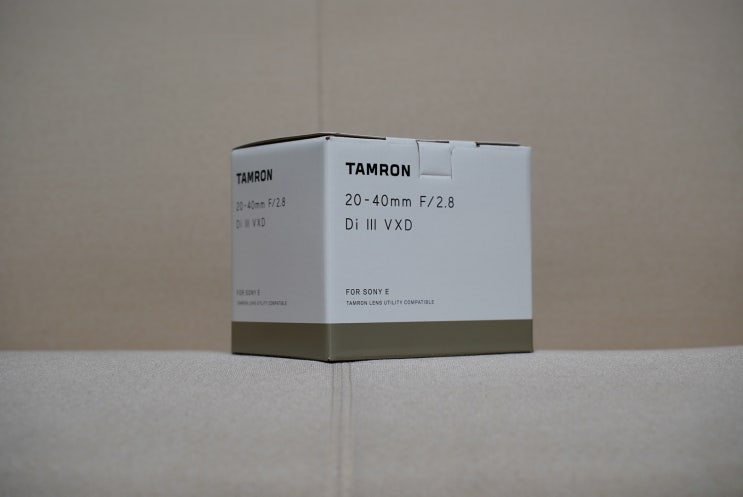 TAMRON
20-40mm F/2.8
Di III VXD
FOR SONY E
TAMRON LENS UTILITY COMPATIBLE
TAMRON
20-40mm F/2.8
Di III VXD
FOR SONY E
TAMRON LENS UTILITY COMPATIBLE